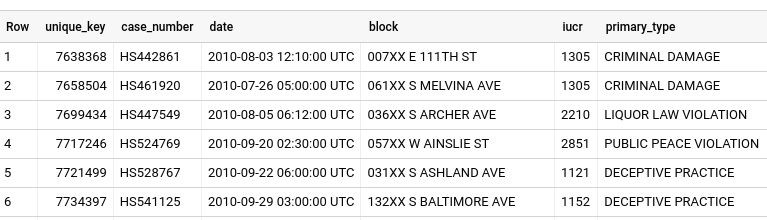 Row unique_key case_number date block iucr primary_type
1 7638368 HS442861 2010-08-03 12:10:00 UTC 007XX E 111TH ST 1305 CRIMINAL DAMAGE
2 7658504 HS461920 2010-07-26 05:00:00 UTC 061XX S MELVINA AVE 1305 CRIMINAL DAMAGE
3 7699434 HS447549 2010-08-05 06:12:00 UTC 036XX S ARCHER AVE 2210 LIQUOR LAW VIOLATION
4 7717246 HS524769 2010-09-20 02:30:00 UTC 057XX W AINSLIE ST 2851 PUBLIC PEACE VIOLATION
5 7721499 HS528767 2010-09-22 06:00:00 UTC 031XX S ASHLAND AVE 1121 DECEPTIVE PRACTICE
6 7734397 HS541125 2010-09-29 03:00:00 UTC 132XX S BALTIMORE AVE 1152 DECEPTIVE PRACTICE